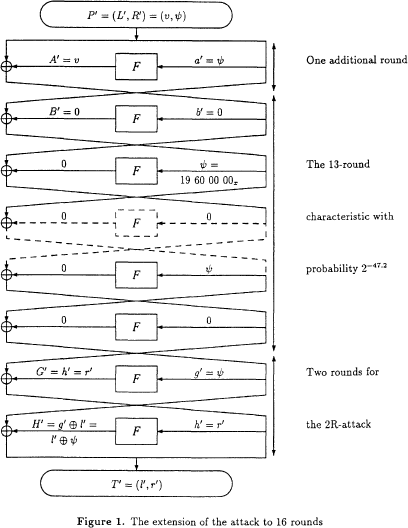 P′ = (L′, R′) = (v, ψ)
A′ = v F a′ = ψ One additional round
B′ = 0 F b′ = 0
0 F ψ = 19 60 00 00ₓ The 13-round
0 F 0 characteristic with
0 F ψ probability 2⁻⁴⁷·²
0 F 0
G′ = h′ = r′ F g′ = ψ Two rounds for
H′ = g′ ⊕ l′ = l′ ⊕ ψ F h′ = r′ the 2R-attack
T′ = (l′, r′)
Figure 1. The extension of the attack to 16 rounds